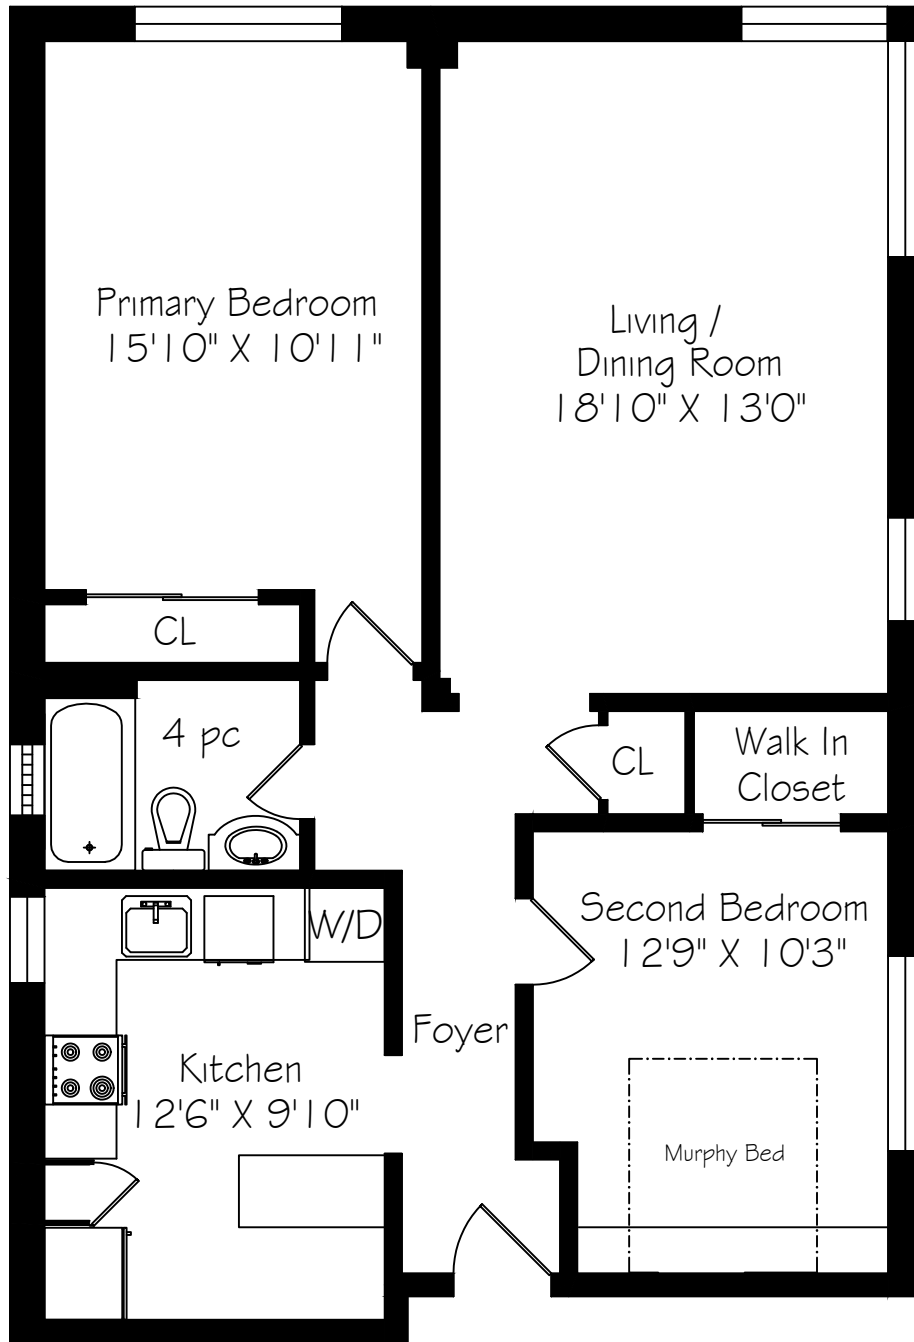 Primary Bedroom
15'10" X 10'11"
Living /
Dining Room
18'10" X 13'0"
CL
4 pc
CL
Walk In
Closet
W/D
Second Bedroom
12'9" X 10'3"
Foyer
Kitchen
12'6" X 9'10"
Murphy Bed